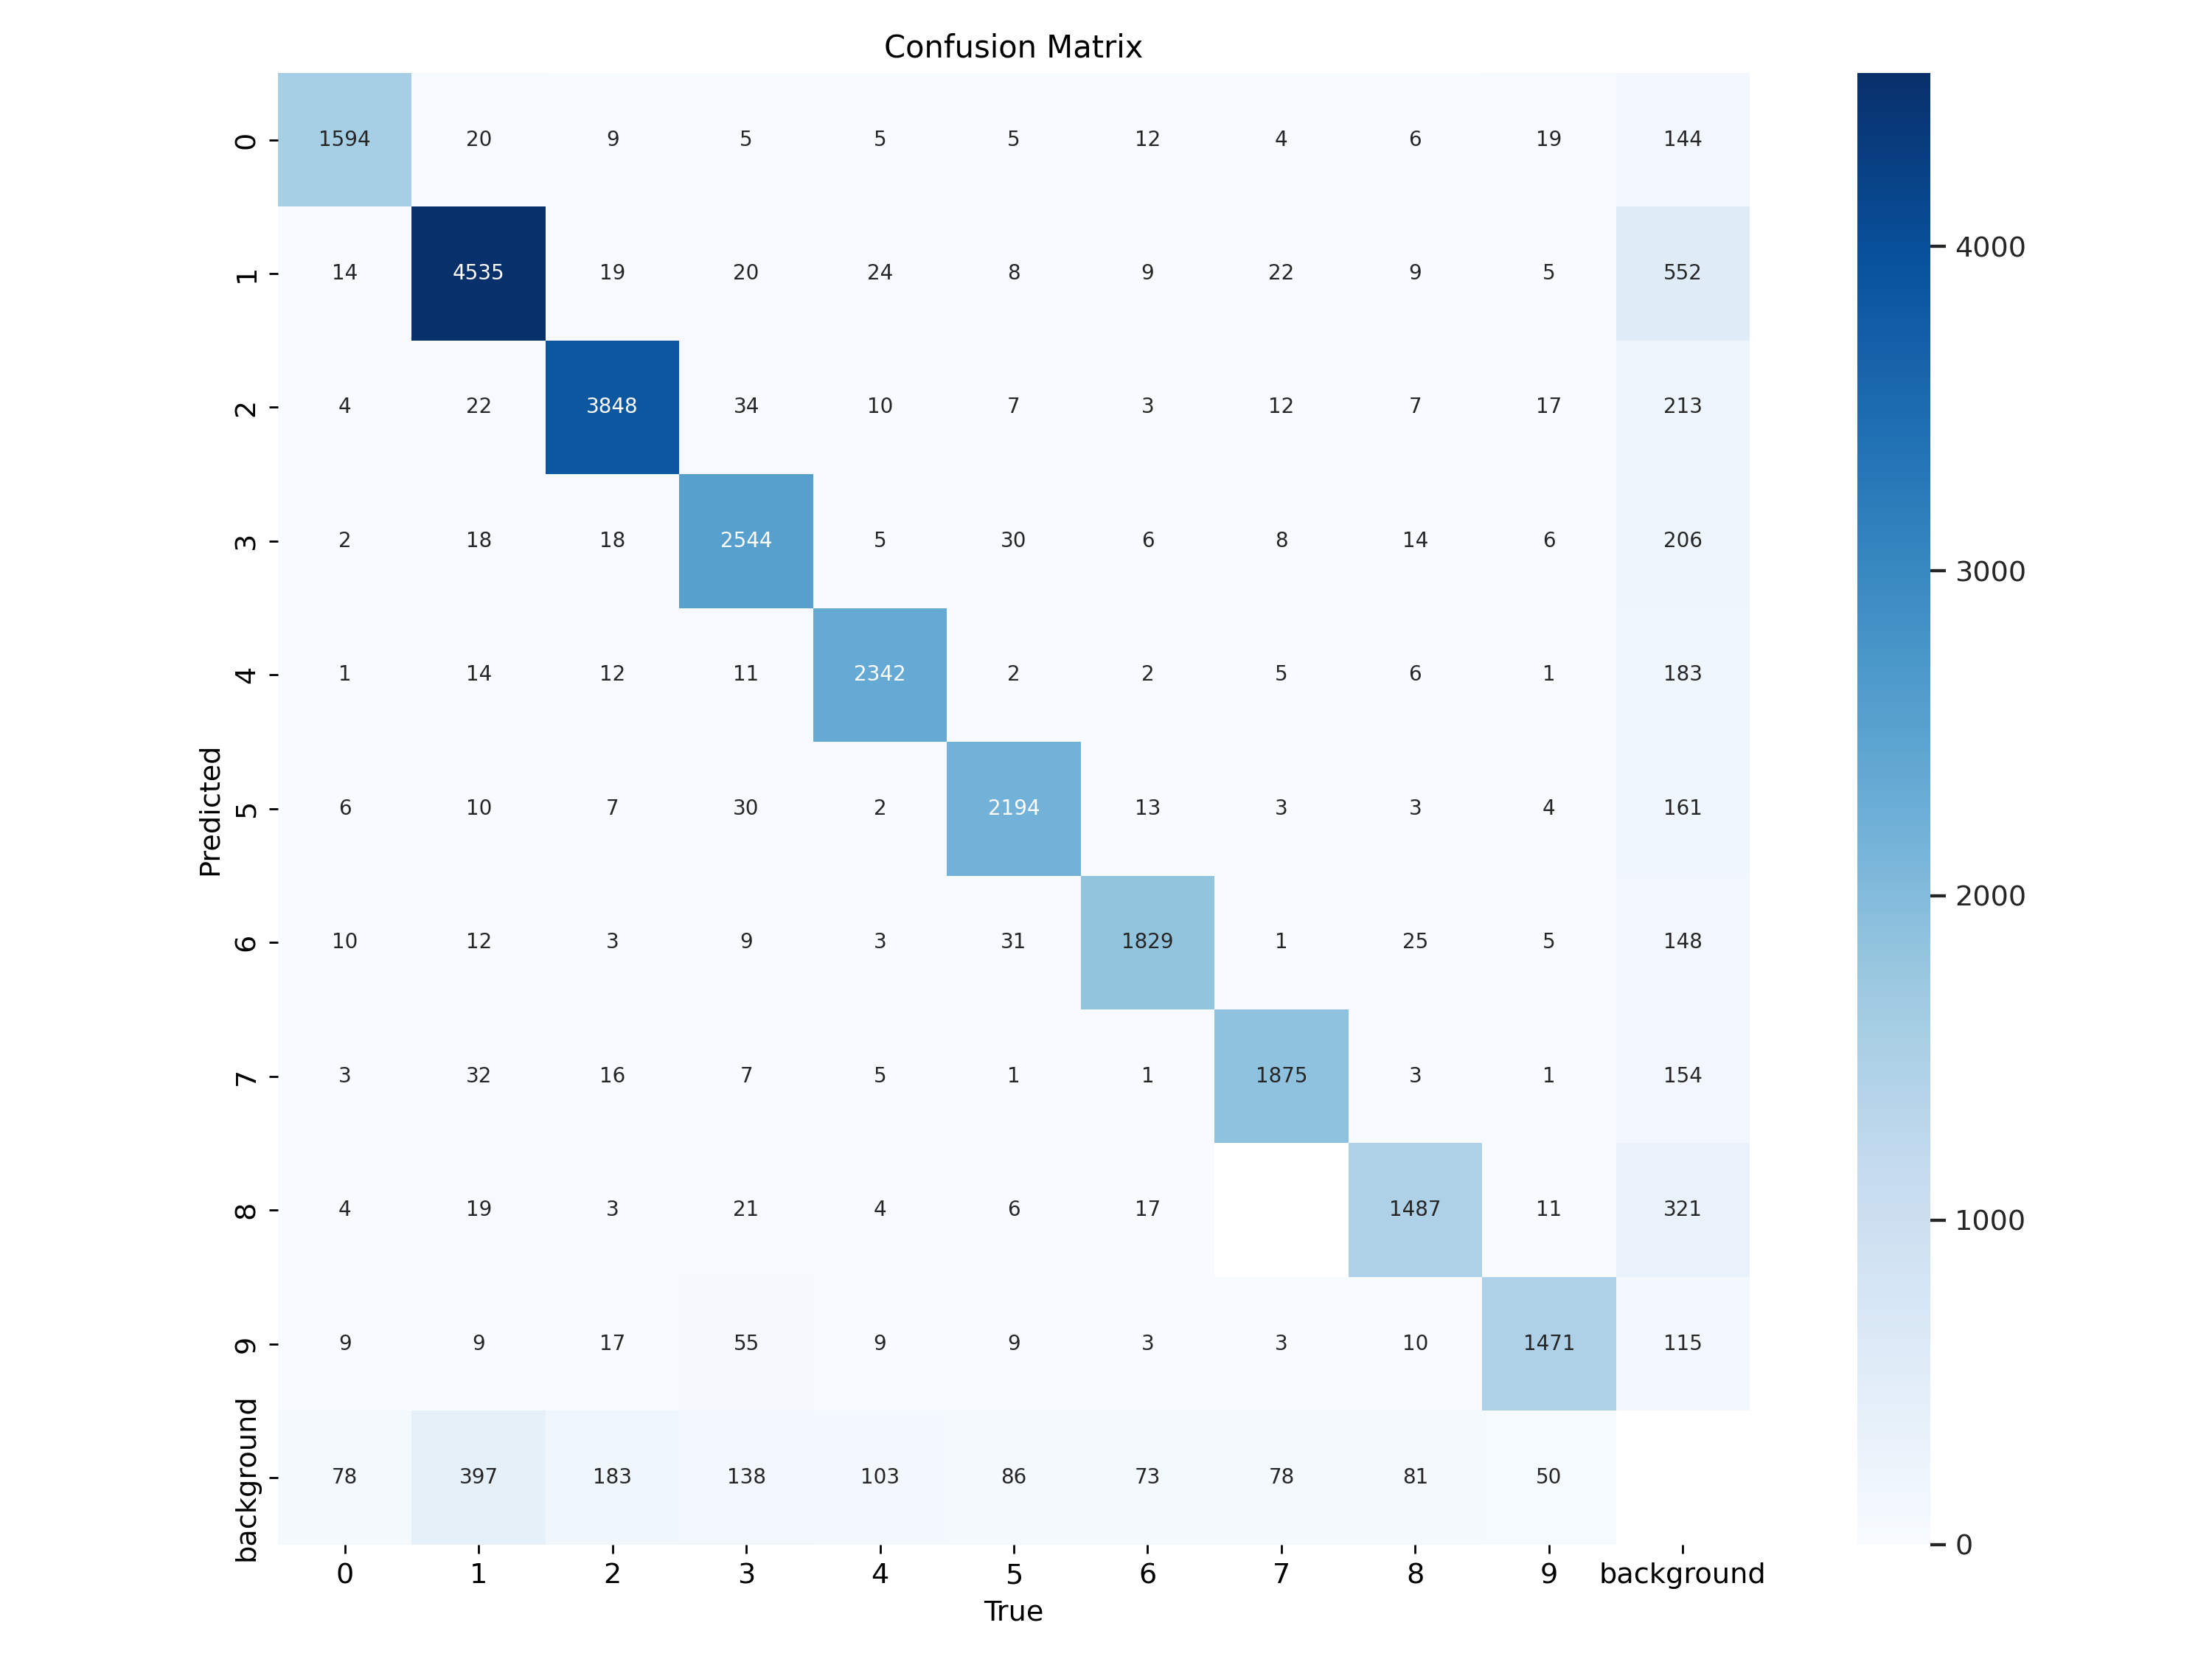 Confusion Matrix
0 1594 20 9 5 5 5 12 4 6 19 144
1 14 4535 19 20 24 8 9 22 9 5 552
2 4 22 3848 34 10 7 3 12 7 17 213
3 2 18 18 2544 5 30 6 8 14 6 206
4 1 14 12 11 2342 2 2 5 6 1 183
5 6 10 7 30 2 2194 13 3 3 4 161
6 10 12 3 9 3 31 1829 1 25 5 148
7 3 32 16 7 5 1 1 1875 3 1 154
8 4 19 3 21 4 6 17 1487 11 321
9 9 9 17 55 9 9 3 3 10 1471 115
background 78 397 183 138 103 86 73 78 81 50
0 1 2 3 4 5 6 7 8 9 background
True
Predicted
4000
3000
2000
1000
0